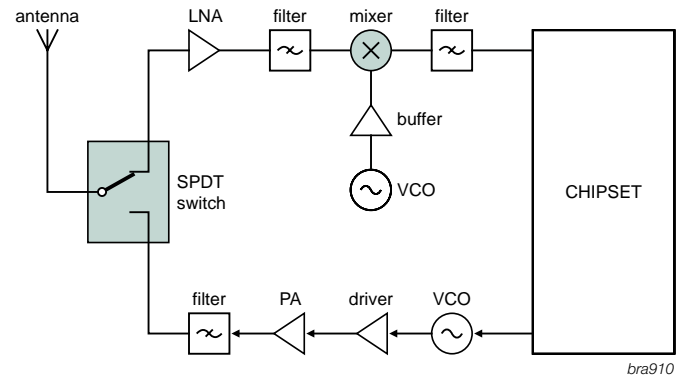 antenna
LNA
filter
mixer
filter
buffer
VCO
SPDT
switch
CHIPSET
filter
PA
driver
VCO
bra910